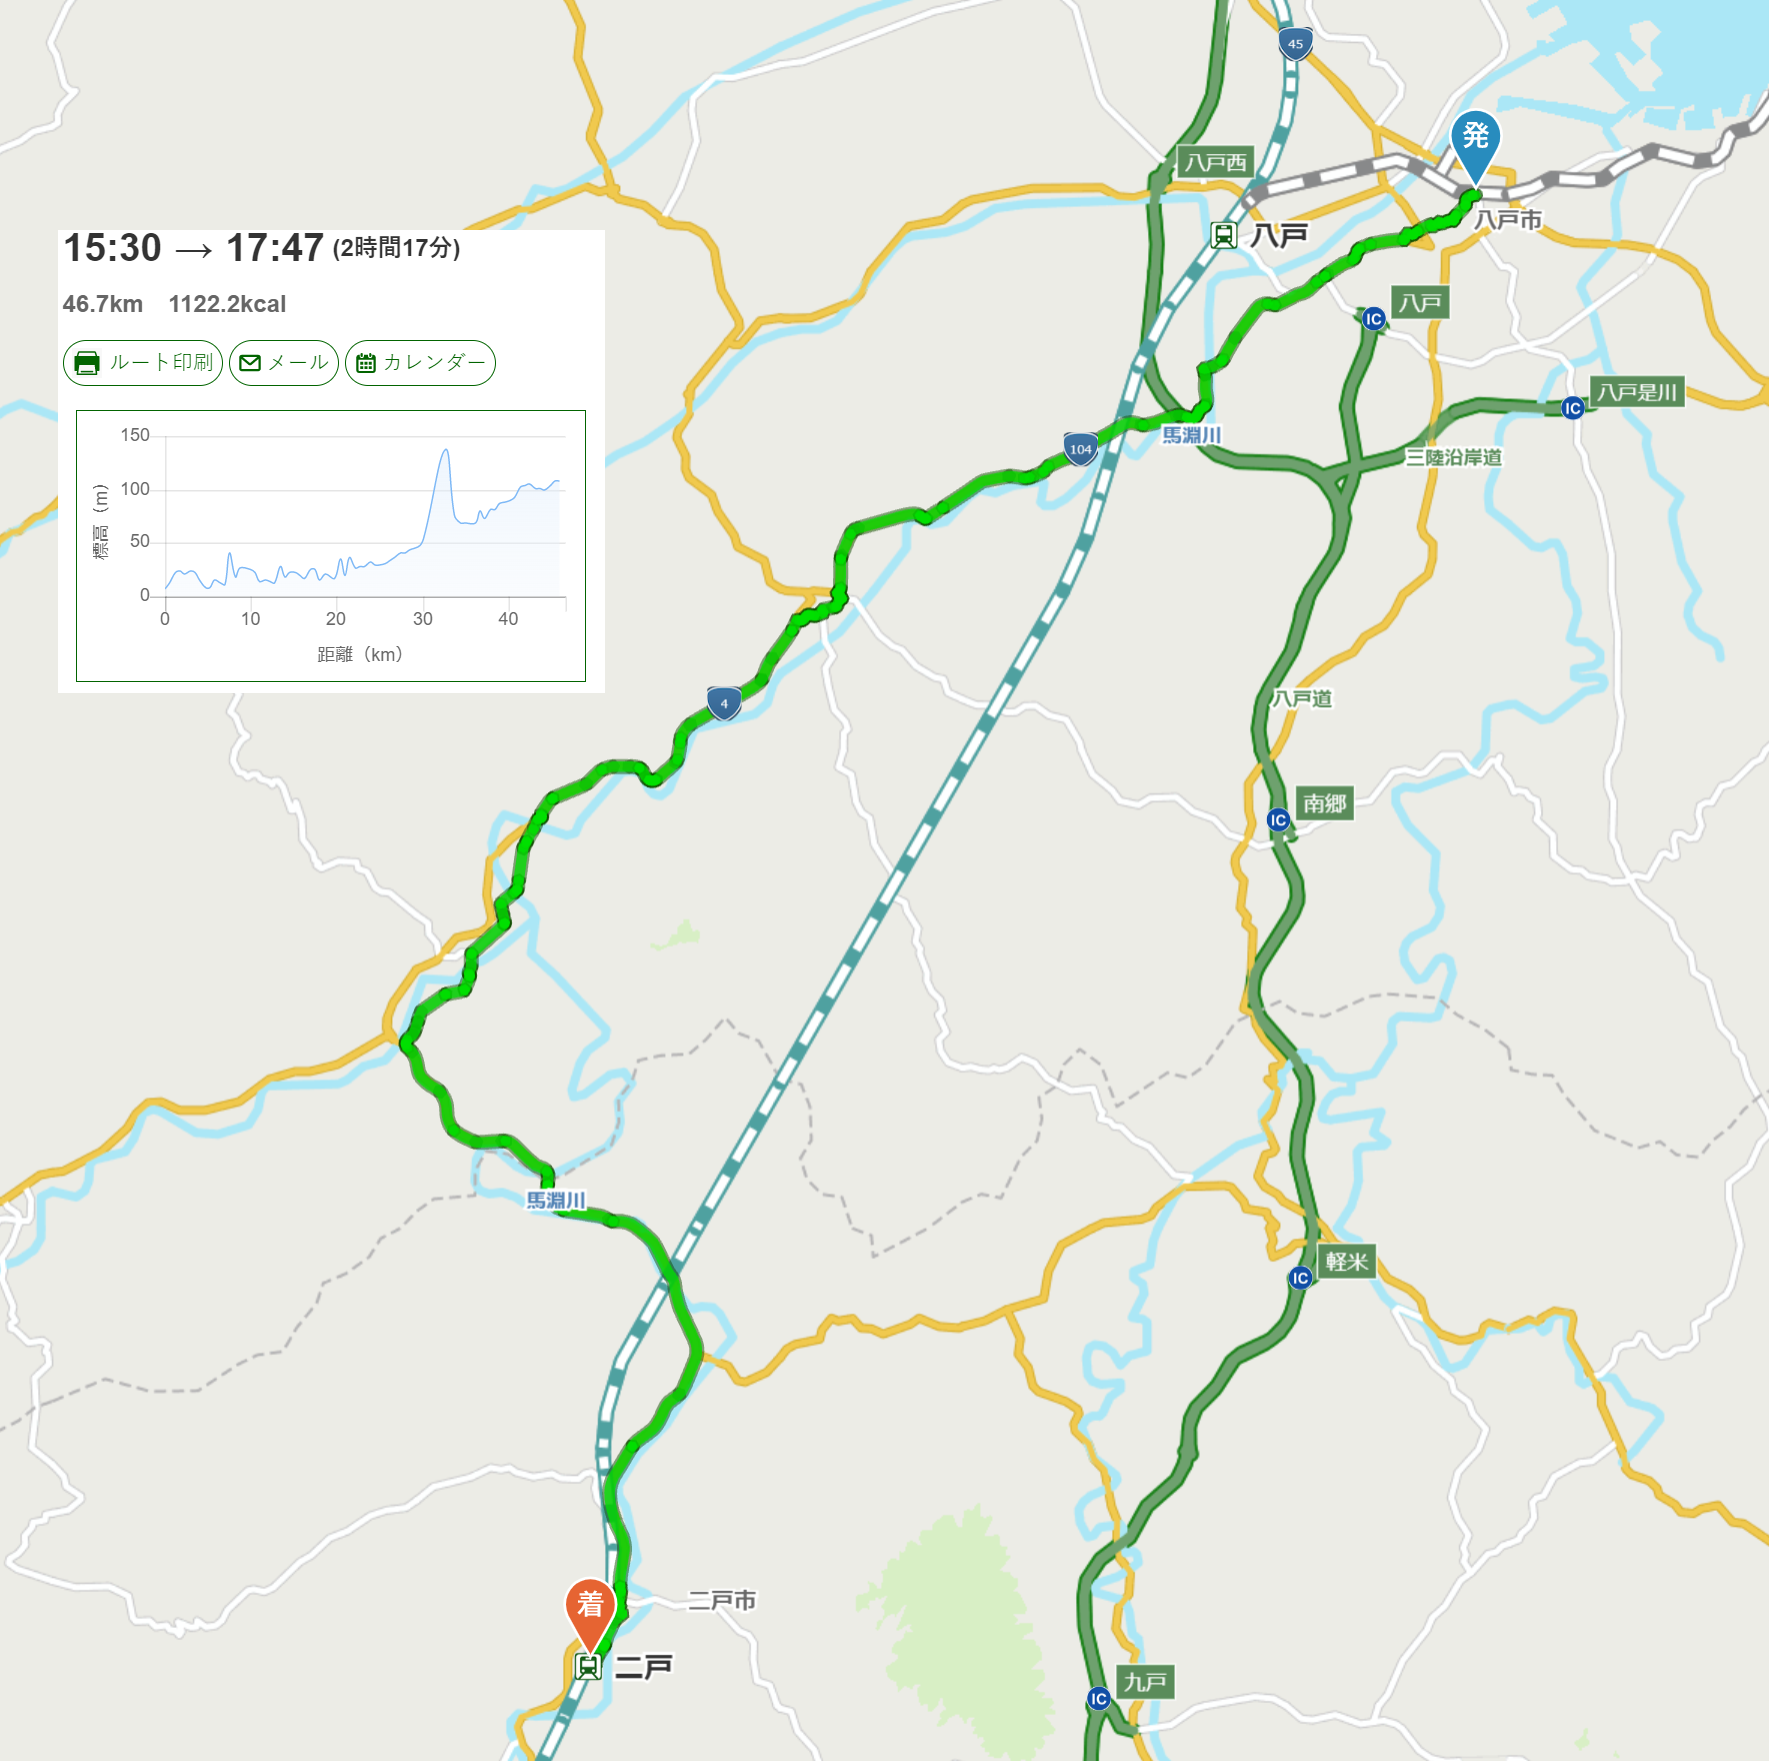 45
発
八戸西
八戸市
八戸
15:30 → 17:47 (2時間17分)
46.7km 1122.2kcal
ルート印刷 メール カレンダー
八戸
IC
八戸是川
IC
馬淵川
104
三陸沿岸道
150
100
50
0
標高 (m)
0 10 20 30 40
距離 (km)
4
八戸道
南郷
IC
馬淵川
軽米
IC
着
二戸市
二戸
九戸
IC